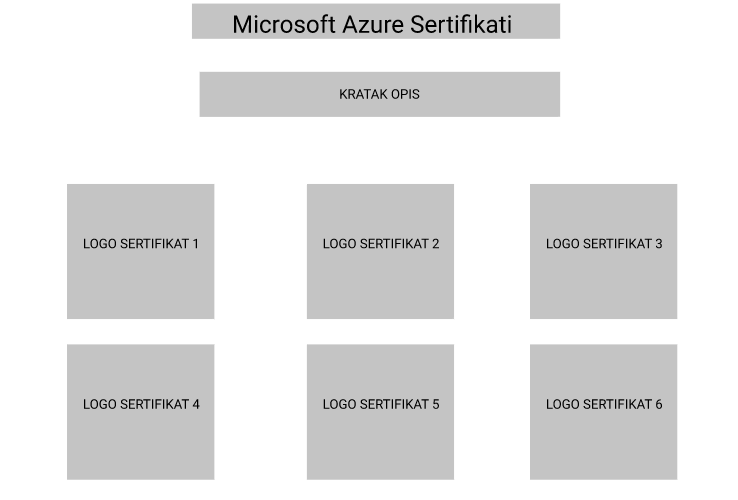 Microsoft Azure Sertifikati
KRATAK OPIS
LOGO SERTIFIKAT 1
LOGO SERTIFIKAT 2
LOGO SERTIFIKAT 3
LOGO SERTIFIKAT 4
LOGO SERTIFIKAT 5
LOGO SERTIFIKAT 6